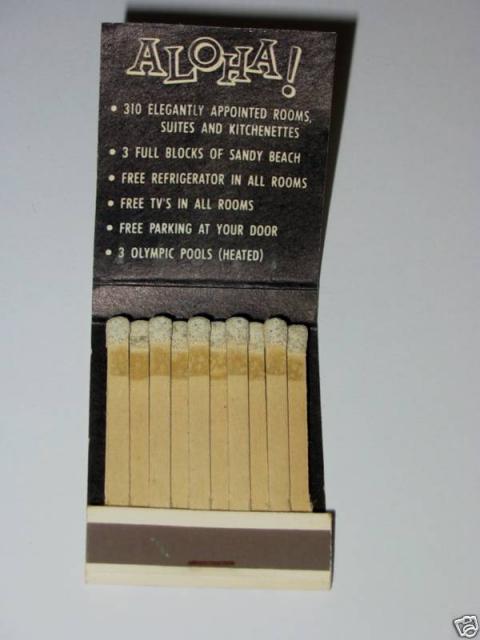 ALOHA!
• 310 ELEGANTLY APPOINTED ROOMS,
SUITES AND KITCHENETTES
• 3 FULL BLOCKS OF SANDY BEACH
• FREE REFRIGERATOR IN ALL ROOMS
• FREE TV'S IN ALL ROOMS
• FREE PARKING AT YOUR DOOR
• 3 OLYMPIC POOLS (HEATED)